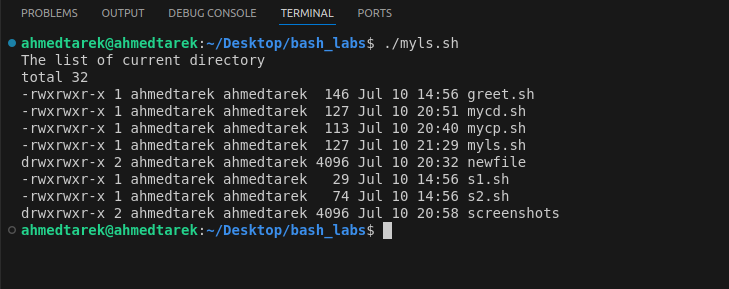 PROBLEMS OUTPUT DEBUG CONSOLE TERMINAL PORTS
ahmedtarek@ahmedtarek:~/Desktop/bash_labs$ ./myls.sh
The list of current directory
total 32
-rwxrwxr-x 1 ahmedtarek ahmedtarek  146 Jul 10 14:56 greet.sh
-rwxrwxr-x 1 ahmedtarek ahmedtarek  127 Jul 10 20:51 mycd.sh
-rwxrwxr-x 1 ahmedtarek ahmedtarek  113 Jul 10 20:40 mycp.sh
-rwxrwxr-x 1 ahmedtarek ahmedtarek  127 Jul 10 21:29 myls.sh
drwxrwxr-x 2 ahmedtarek ahmedtarek 4096 Jul 10 20:32 newfile
-rwxrwxr-x 1 ahmedtarek ahmedtarek   29 Jul 10 14:56 s1.sh
-rwxrwxr-x 1 ahmedtarek ahmedtarek   74 Jul 10 14:56 s2.sh
drwxrwxr-x 2 ahmedtarek ahmedtarek 4096 Jul 10 20:58 screenshots
ahmedtarek@ahmedtarek:~/Desktop/bash_labs$